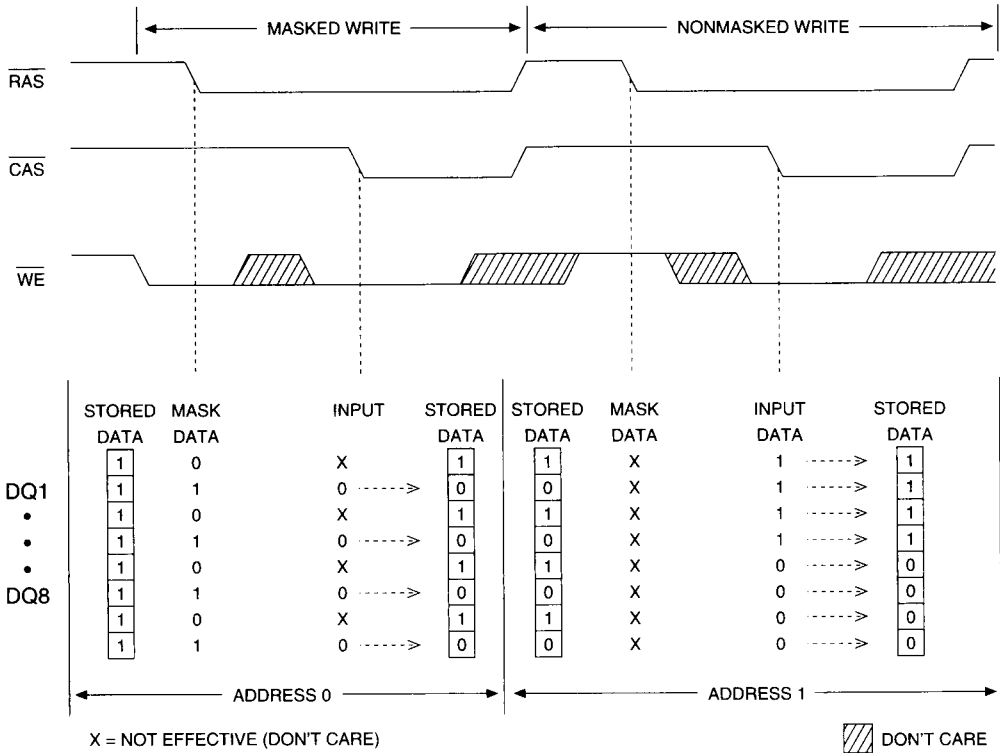 MASKED WRITE NONMASKED WRITE
RAS
CAS
WE
STORED MASK INPUT STORED STORED MASK INPUT STORED
DATA DATA DATA DATA DATA DATA DATA
1 0 X 1 1 X 1 1
DQ1 1 1 0 0 0 X 1 1
• 1 0 X 1 1 X 1 1
• 1 1 0 0 0 X 1 1
• 1 0 X 1 1 X 0 0
DQ8 1 1 0 0 0 X 0 0
1 0 X 1 1 X 0 0
1 1 0 0 0 X 0 0
ADDRESS 0 ADDRESS 1
X = NOT EFFECTIVE (DON'T CARE) DON'T CARE